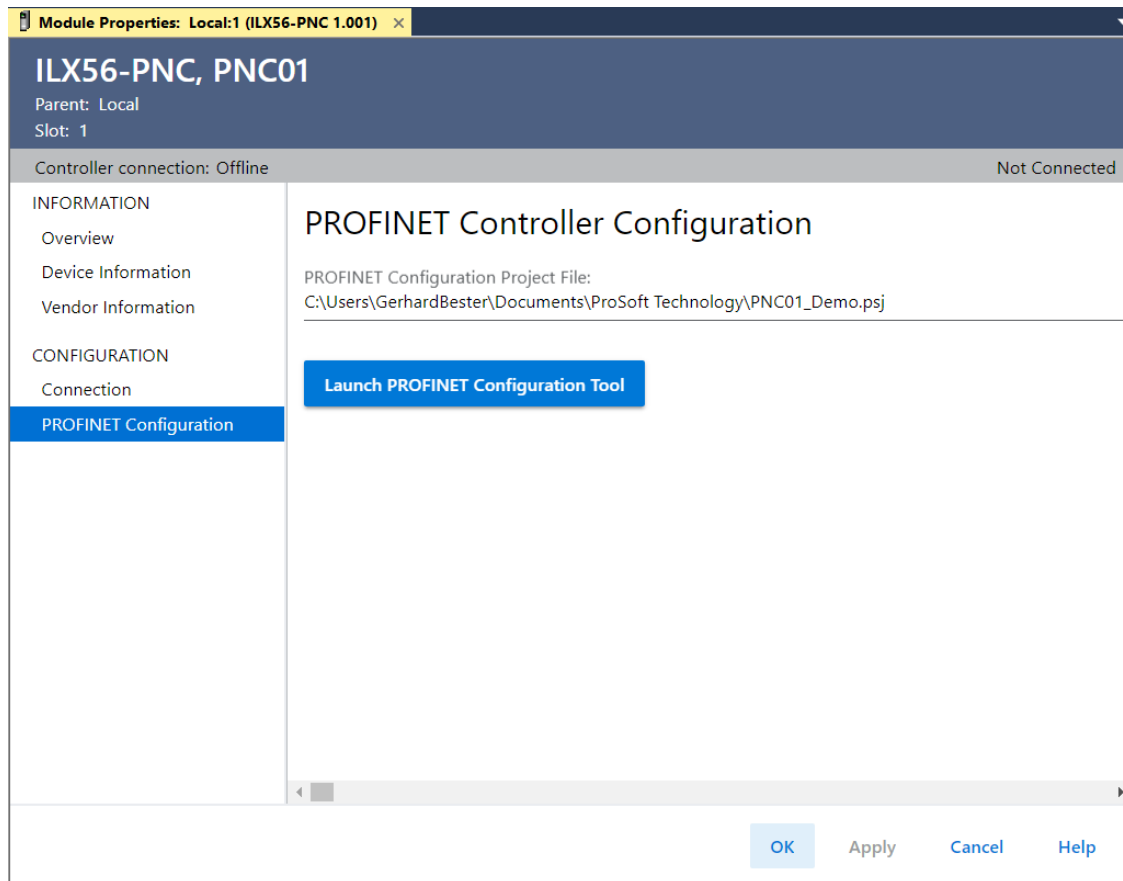 Module Properties: Local:1 (ILX56-PNC 1.001) ×
ILX56-PNC, PNC01
Parent: Local
Slot: 1
Controller connection: Offline
Not Connected
INFORMATION
Overview
Device Information
Vendor Information
CONFIGURATION
Connection
PROFINET Configuration
PROFINET Controller Configuration
PROFINET Configuration Project File:
C:\Users\GerhardBester\Documents\ProSoft Technology\PNC01_Demo.psj
Launch PROFINET Configuration Tool
OK Apply Cancel Help